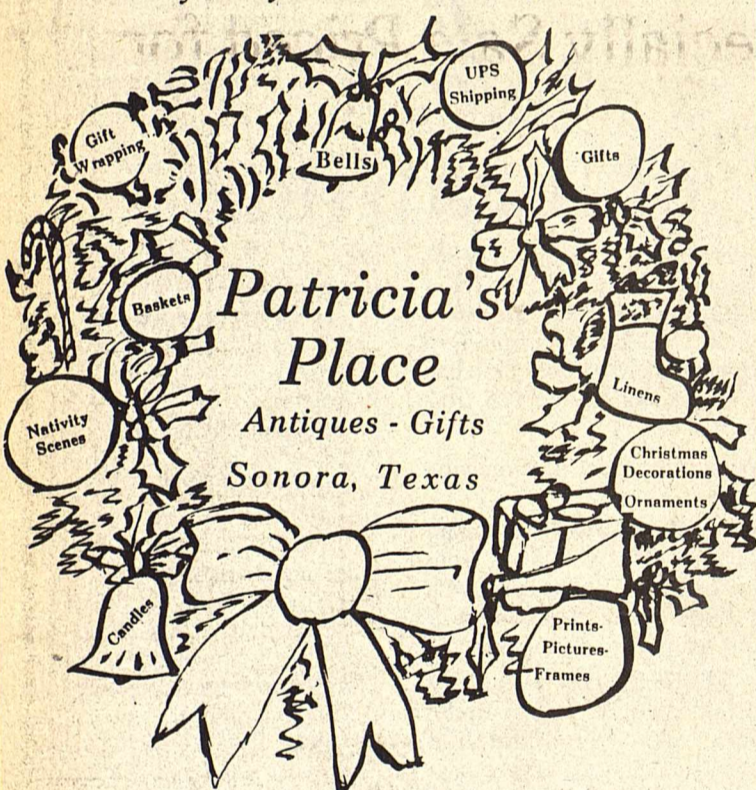 UPS
Shipping
Gift
Wrapping
Bells
Gifts
Baskets
Patricia's
Place
Antiques - Gifts
Sonora, Texas
Linens
Nativity
Scenes
Christmas
Decorations
Ornaments
Candles
Prints-
Pictures-
Frames